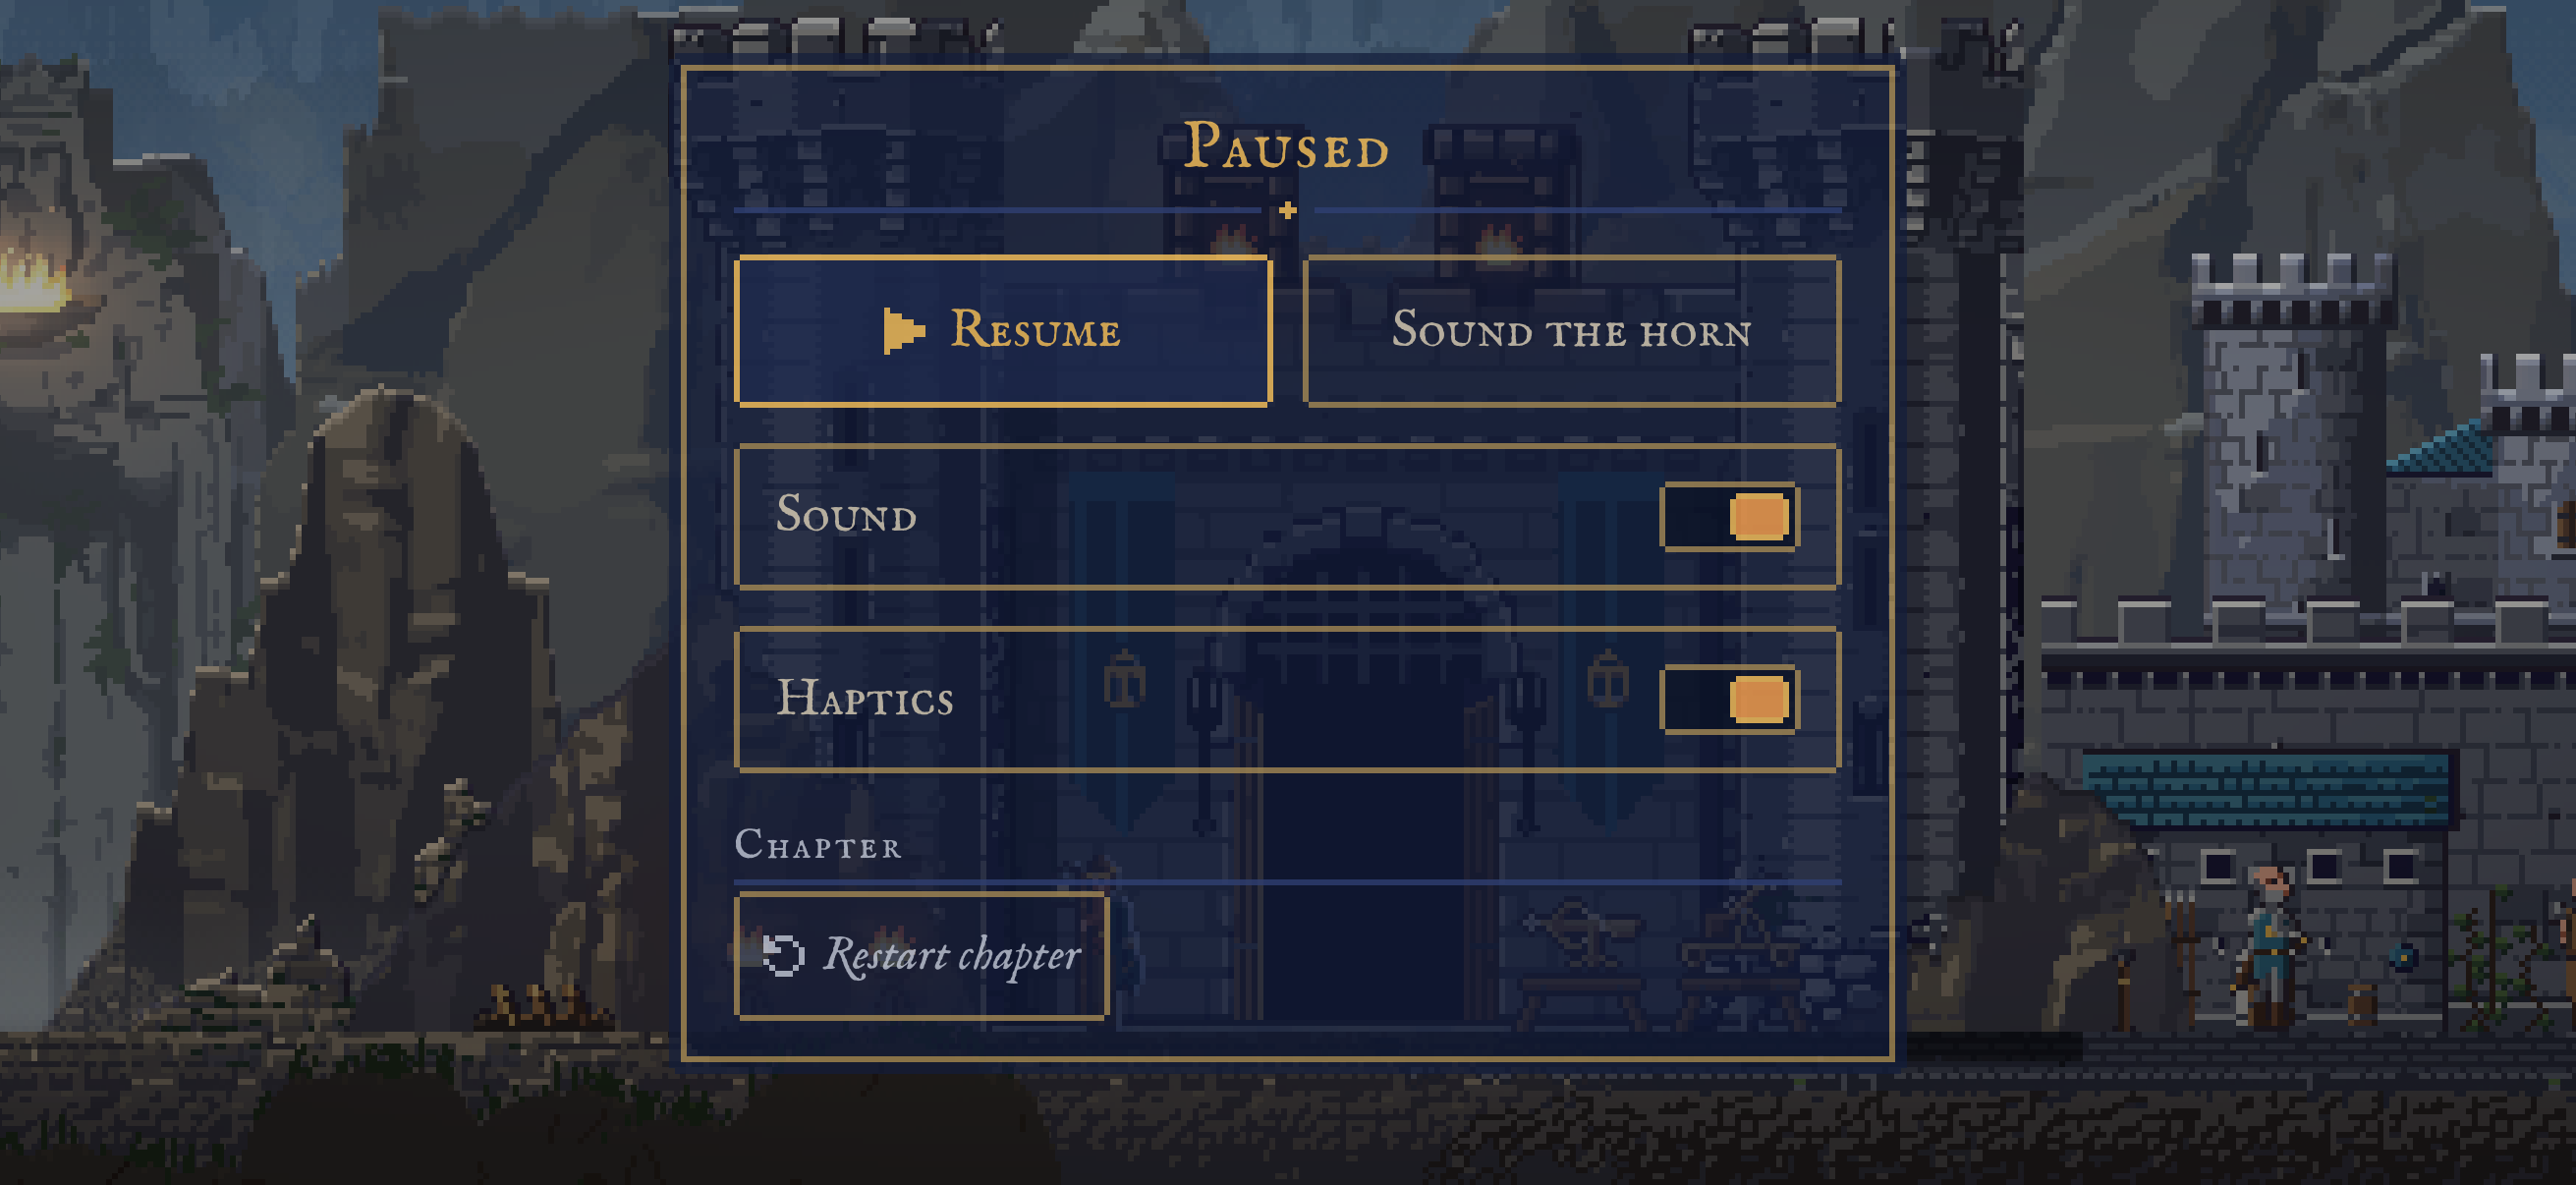 Paused
Resume
Sound the horn
Sound
Haptics
Chapter
Restart chapter